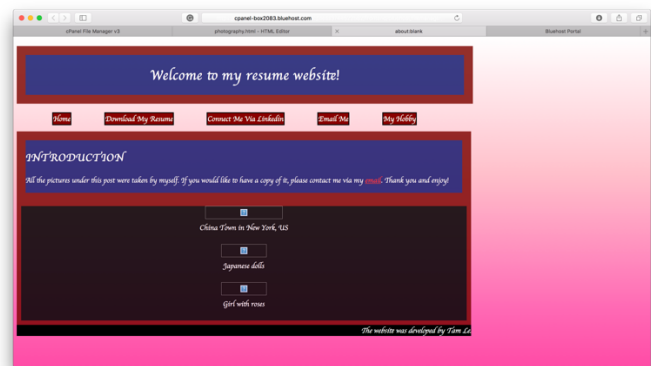 cpanel-box2083.bluehost.com
cPanel File Manager v3
photography.html - HTML Editor
about:blank
Bluehost Portal
Welcome to my resume website!
Home
Download My Resume
Connect Me Via Linkedin
Email Me
My Hobby
INTRODUCTION
All the pictures under this post were taken by myself. If you would like to have a copy of it, please contact me via my email. Thank you and enjoy!
China Town in New York, US
Japanese dolls
Girl with roses
The website was developed by Tam Le.